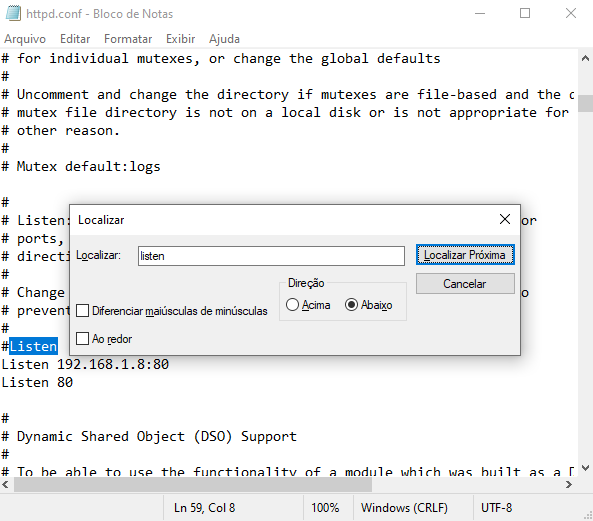 httpd.conf - Bloco de Notas
Arquivo Editar Formatar Exibir Ajuda
# for individual mutexes, or change the global defaults
#
# Uncomment and change the directory if mutexes are file-based and the
# mutex file directory is not on a local disk or is not appropriate for
# other reason.
#
# Mutex default:logs
#
# Listen: or
# ports,
# directi
#
# Change o
# prevent
#
#Listen
Listen 192.168.1.8:80
Listen 80
#
# Dynamic Shared Object (DSO) Support
#
# To be able to use the functionality of a module which was built as a
Localizar
Localizar: listen
Localizar Próxima
Cancelar
Direção
Acima Abaixo
Diferenciar maiúsculas de minúsculas
Ao redor
Ln 59, Col 8 100% Windows (CRLF) UTF-8